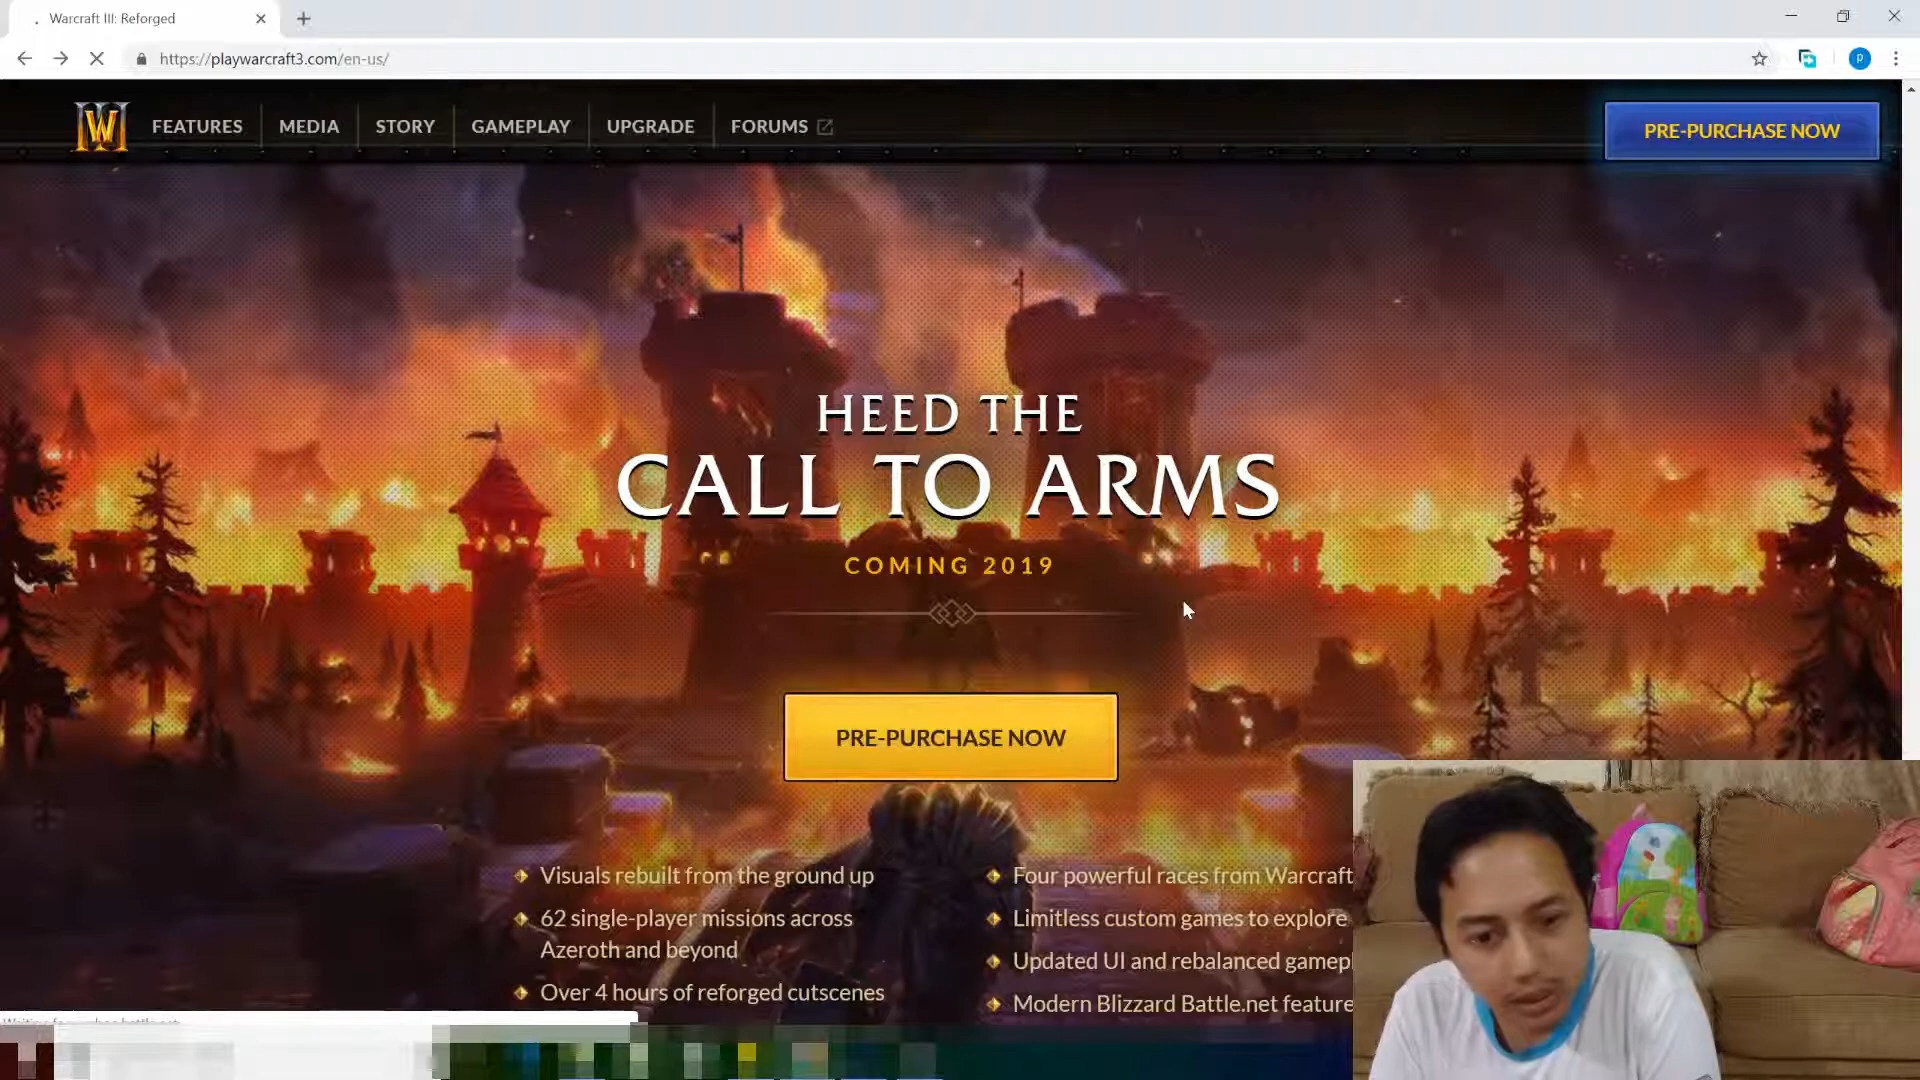 Warcraft III: Reforged
https://playwarcraft3.com/en-us/
FEATURES
MEDIA
STORY
GAMEPLAY
UPGRADE
FORUMS
PRE-PURCHASE NOW
HEED THE
CALL TO ARMS
COMING 2019
PRE-PURCHASE NOW
Visuals rebuilt from the ground up
62 single-player missions across
Azeroth and beyond
Over 4 hours of reforged cutscenes
Four powerful races from Warcraft
Limitless custom games to explore
Updated UI and rebalanced gamepl
Modern Blizzard Battle.net feature